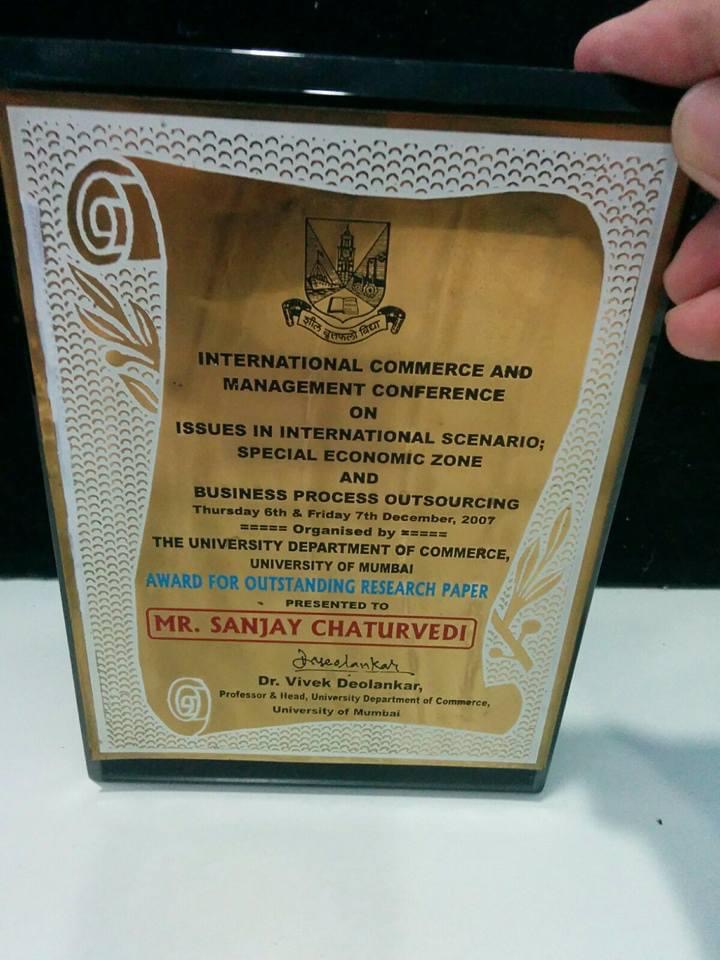 शीलवृतफला विद्या
INTERNATIONAL COMMERCE AND
MANAGEMENT CONFERENCE
ON
ISSUES IN INTERNATIONAL SCENARIO;
SPECIAL ECONOMIC ZONE
AND
BUSINESS PROCESS OUTSOURCING
Thursday 6th & Friday 7th December, 2007
===== Organised by =====
THE UNIVERSITY DEPARTMENT OF COMMERCE,
UNIVERSITY OF MUMBAI
AWARD FOR OUTSTANDING RESEARCH PAPER
PRESENTED TO
MR. SANJAY CHATURVEDI
Dr. Vivek Deolankar,
Professor & Head, University Department of Commerce,
University of Mumbai